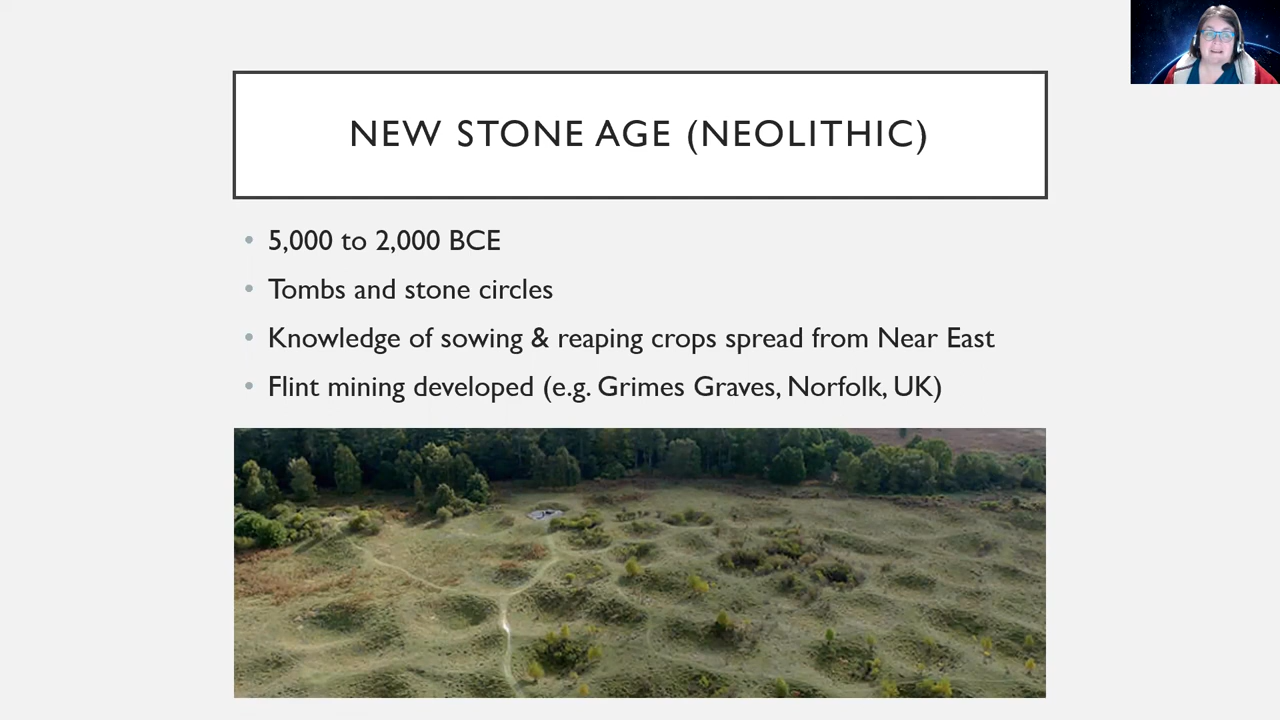 NEW STONE AGE (NEOLITHIC)
• 5,000 to 2,000 BCE
• Tombs and stone circles
• Knowledge of sowing & reaping crops spread from Near East
• Flint mining developed (e.g. Grimes Graves, Norfolk, UK)